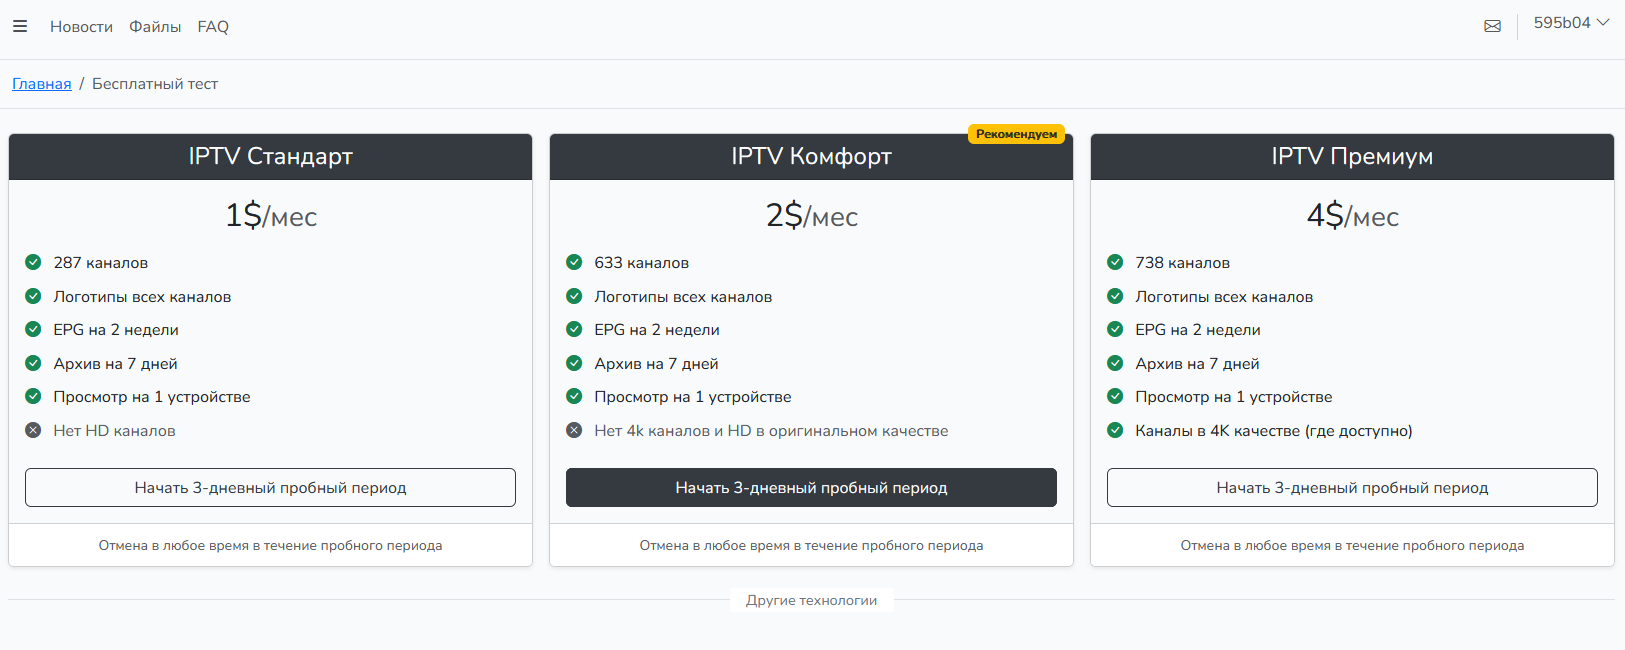 Новости Файлы FAQ 595b04
Главная / Бесплатный тест
IPTV Стандарт
1$/мес
287 каналов
Логотипы всех каналов
EPG на 2 недели
Архив на 7 дней
Просмотр на 1 устройстве
Нет HD каналов
Начать 3-дневный пробный период
Отмена в любое время в течение пробного периода
Рекомендуем
IPTV Комфорт
2$/мес
633 каналов
Логотипы всех каналов
EPG на 2 недели
Архив на 7 дней
Просмотр на 1 устройстве
Нет 4k каналов и HD в оригинальном качестве
Начать 3-дневный пробный период
Отмена в любое время в течение пробного периода
IPTV Премиум
4$/мес
738 каналов
Логотипы всех каналов
EPG на 2 недели
Архив на 7 дней
Просмотр на 1 устройстве
Каналы в 4K качестве (где доступно)
Начать 3-дневный пробный период
Отмена в любое время в течение пробного периода
Другие технологии